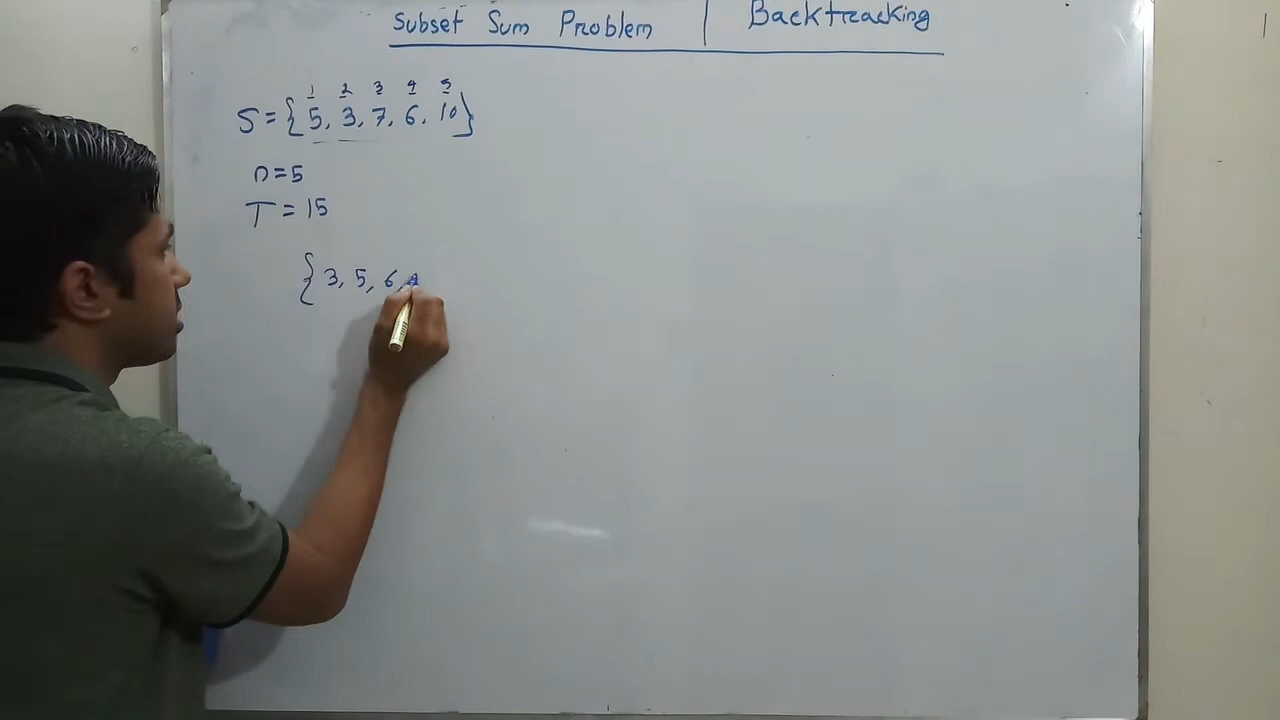 Subset Sum Problem | Backtracking
1 2 3 4 5
S = {5, 3, 7, 6, 10}
n = 5
T = 15
{3, 5, 6,